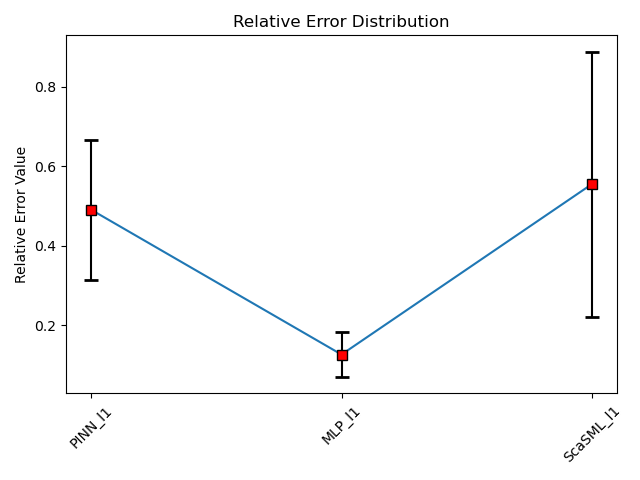 Relative Error Distribution
Relative Error Value
0.8
0.6
0.4
0.2
PINN_l1
MLP_l1
ScaSML_l1